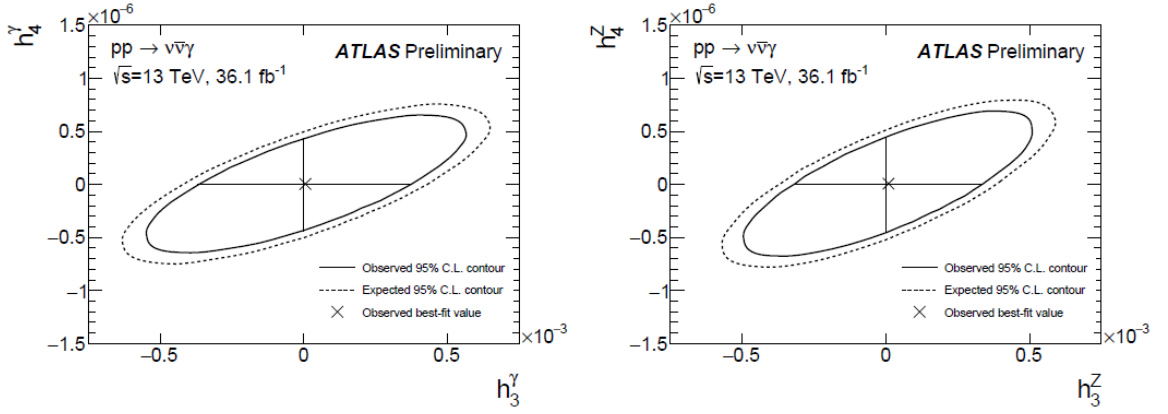 ×10⁻⁶
h₄^γ
1.5
1
0.5
0
−0.5
−1
−1.5
pp → νν̄γ
√s=13 TeV, 36.1 fb⁻¹
ATLAS Preliminary
Observed 95% C.L. contour
Expected 95% C.L. contour
Observed best-fit value
−0.5
0
0.5
×10⁻³
h₃^γ
×10⁻⁶
h₄^Z
1.5
1
0.5
0
−0.5
−1
−1.5
pp → νν̄γ
√s=13 TeV, 36.1 fb⁻¹
ATLAS Preliminary
Observed 95% C.L. contour
Expected 95% C.L. contour
Observed best-fit value
−0.5
0
0.5
×10⁻³
h₃^Z